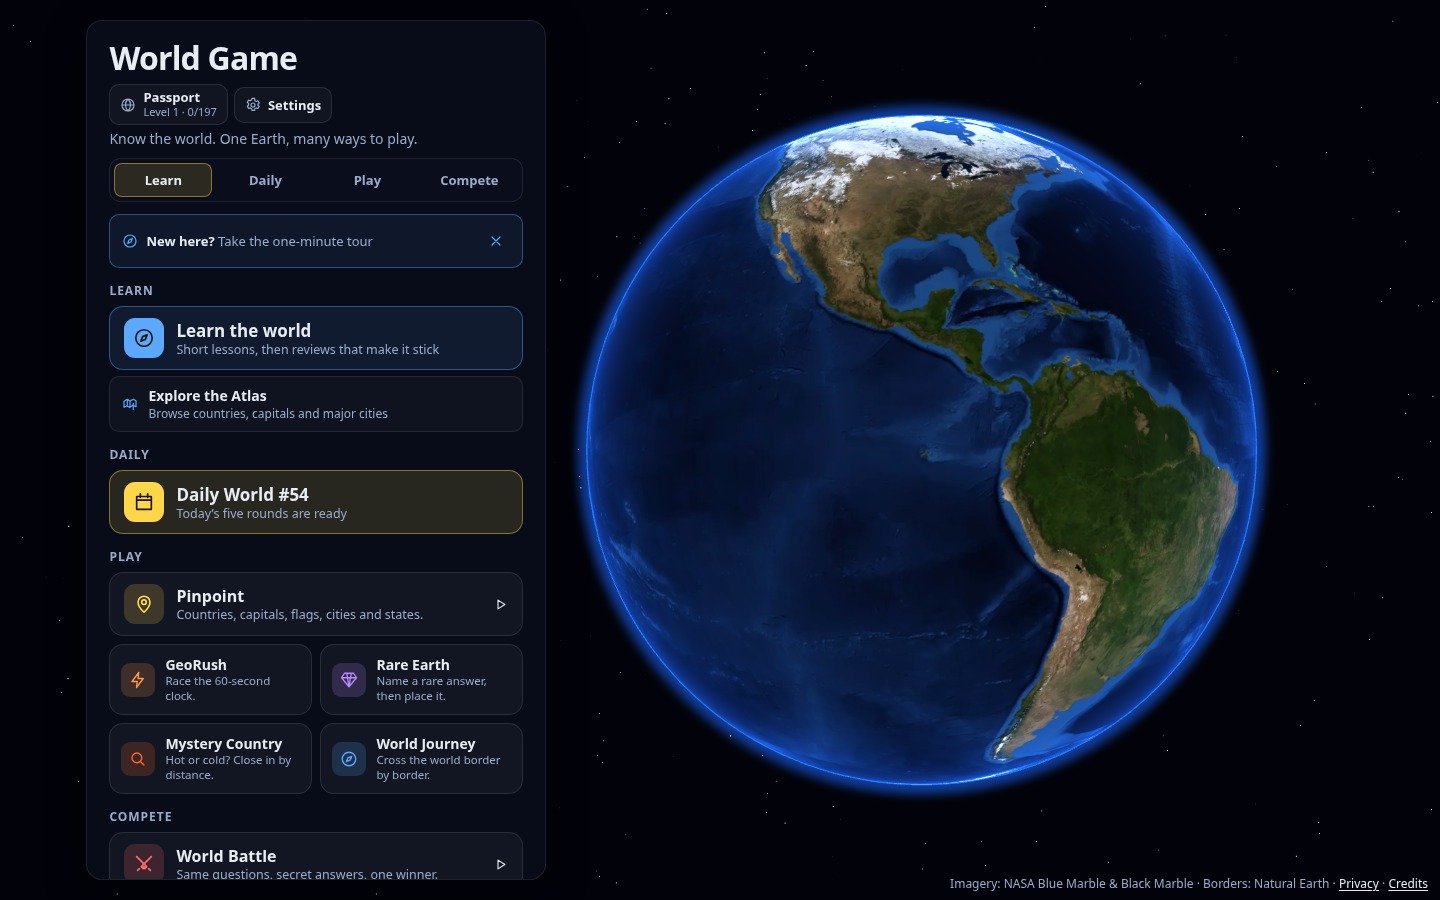 World Game
Passport
Level 1 · 0/197
Settings
Know the world. One Earth, many ways to play.
Learn
Daily
Play
Compete
New here? Take the one-minute tour
LEARN
Learn the world
Short lessons, then reviews that make it stick
Explore the Atlas
Browse countries, capitals and major cities
DAILY
Daily World #54
Today’s five rounds are ready
PLAY
Pinpoint
Countries, capitals, flags, cities and states.
GeoRush
Race the 60-second
clock.
Rare Earth
Name a rare answer,
then place it.
Mystery Country
Hot or cold? Close in by
distance.
World Journey
Cross the world border
by border.
COMPETE
World Battle
Same questions, secret answers, one winner.
Imagery: NASA Blue Marble & Black Marble · Borders: Natural Earth · Privacy · Credits